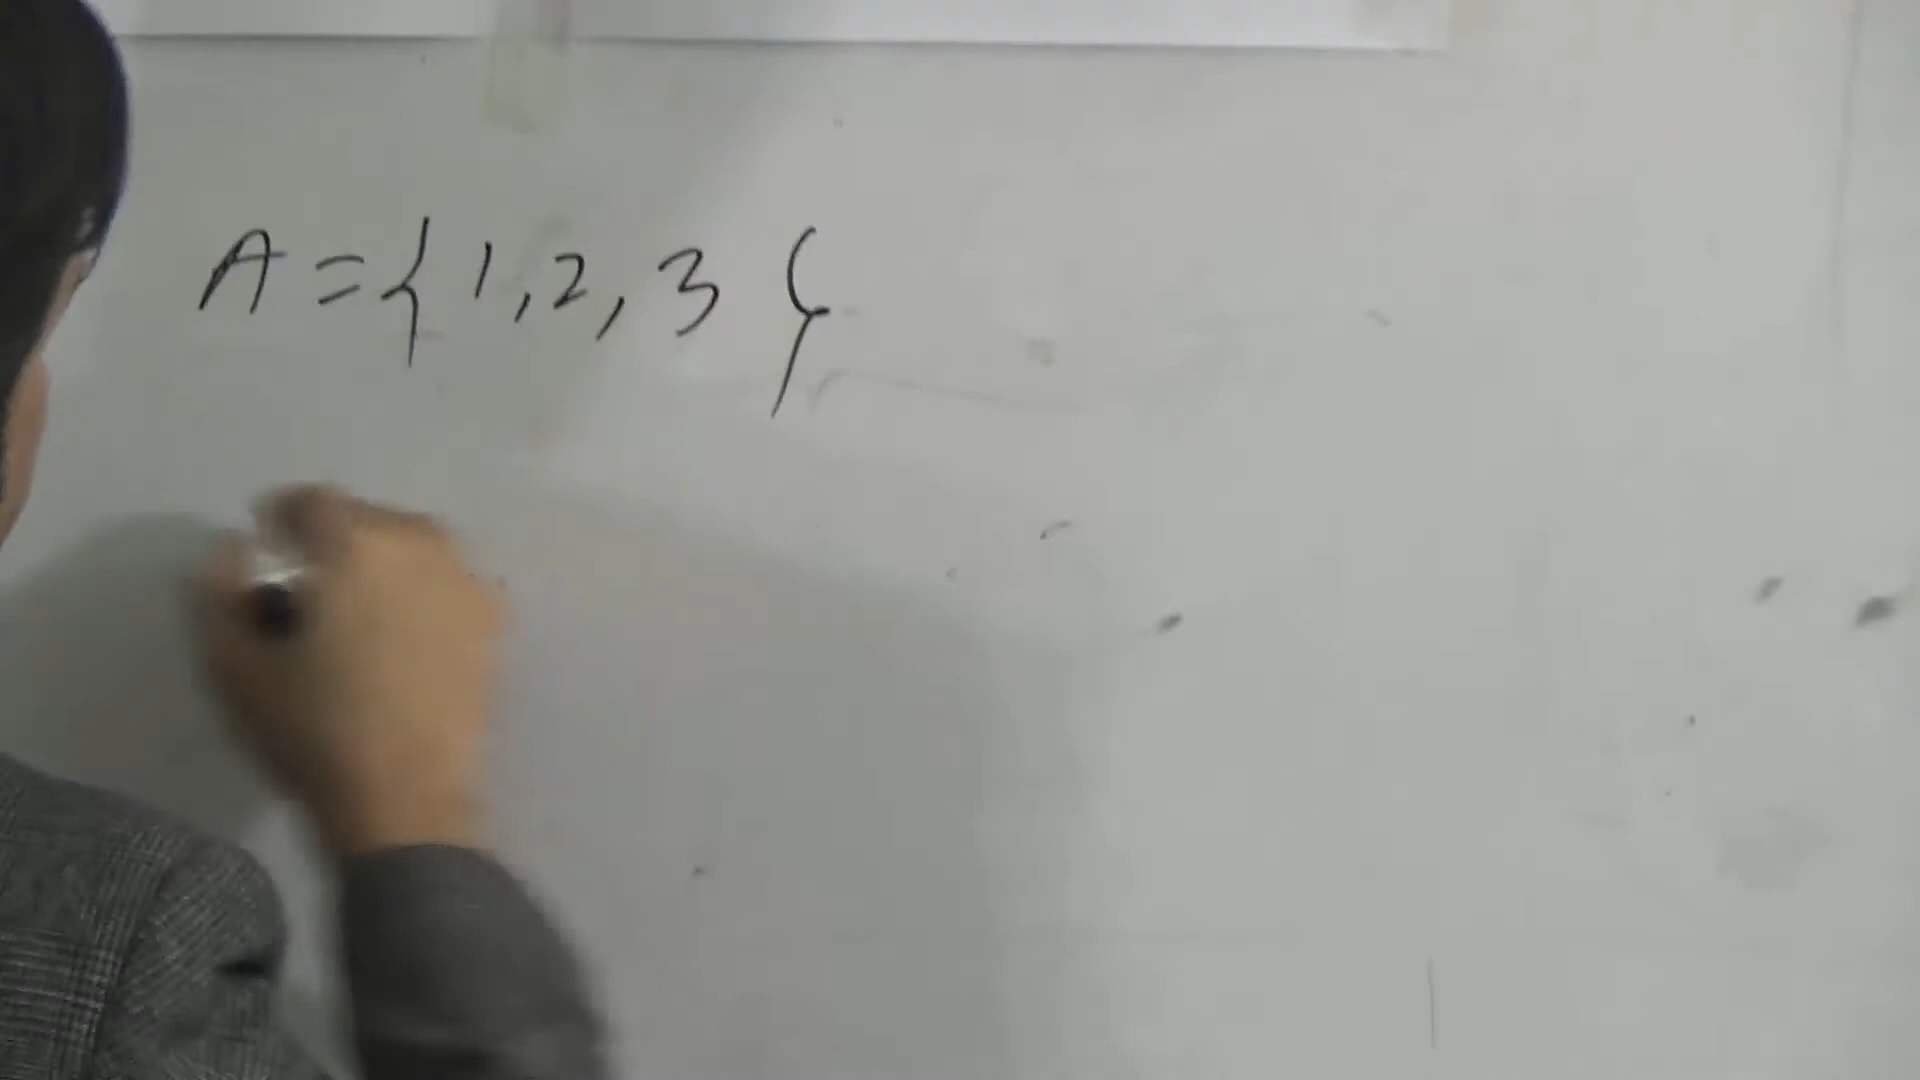 A = { 1, 2, 3 }